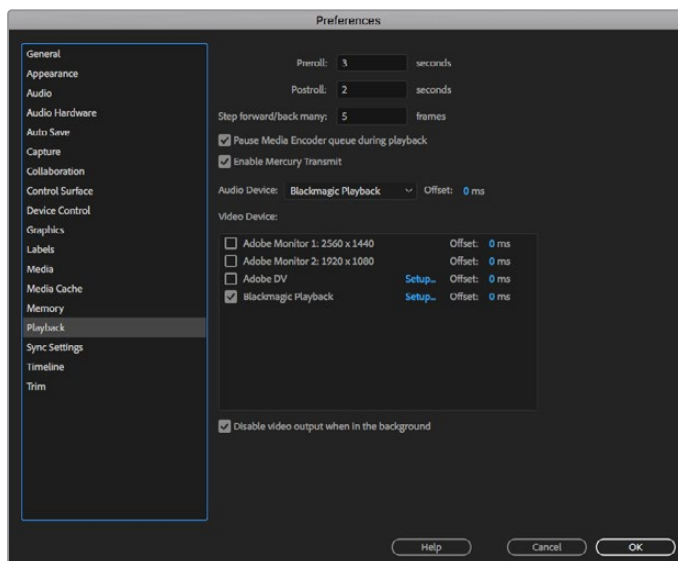 Preferences
General
Appearance
Audio
Audio Hardware
Auto Save
Capture
Collaboration
Control Surface
Device Control
Graphics
Labels
Media
Media Cache
Memory
Playback
Sync Settings
Timeline
Trim
Preroll: 3 seconds
Postroll: 2 seconds
Step forward/back many: 5 frames
Pause Media Encoder queue during playback
Enable Mercury Transmit
Audio Device: Blackmagic Playback Offset: 0 ms
Video Device:
Adobe Monitor 1: 2560 x 1440 Offset: 0 ms
Adobe Monitor 2: 1920 x 1080 Offset: 0 ms
Adobe DV Setup... Offset: 0 ms
Blackmagic Playback Setup... Offset: 0 ms
Disable video output when in the background
Help Cancel OK